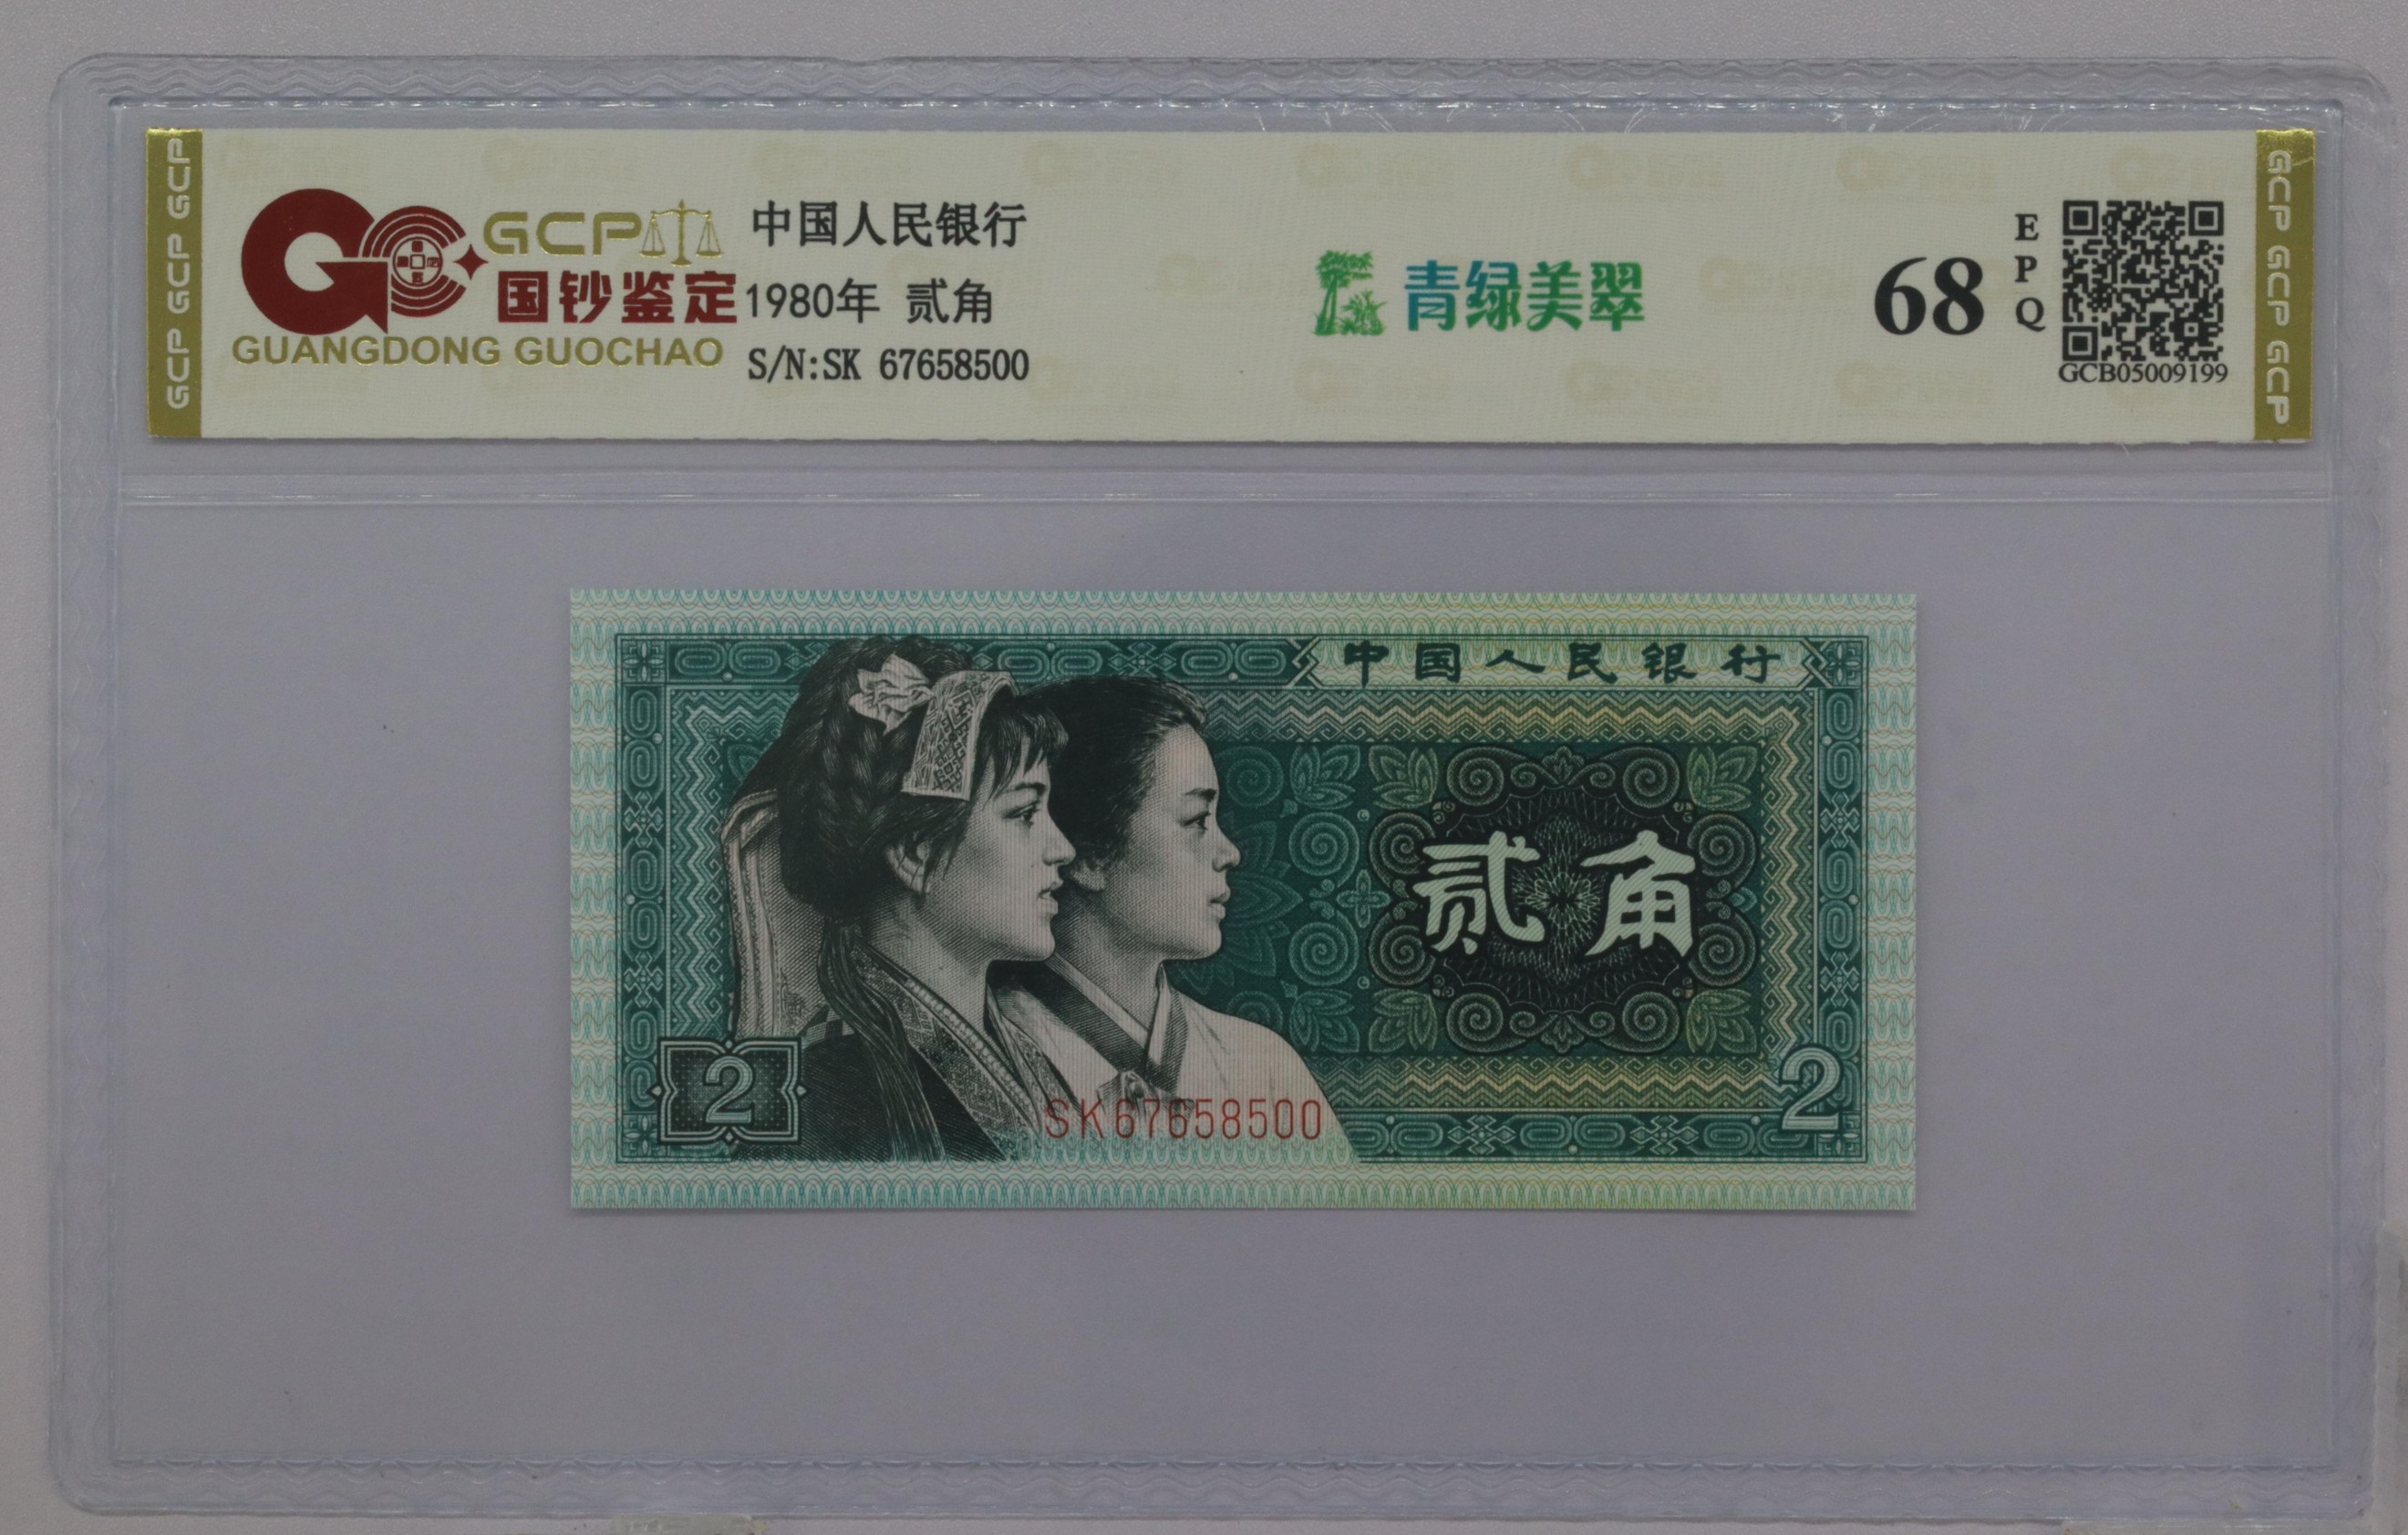 GCP GCP GCP
GCP
国钞鉴定
GUANGDONG GUOCHAO
中国人民银行
1980年 贰角
S/N:SK 67658500
青绿美翠
68
E
P
Q
GCB05009199
GCP GCP GCP
中国人民银行
贰角
2
SK67658500
2